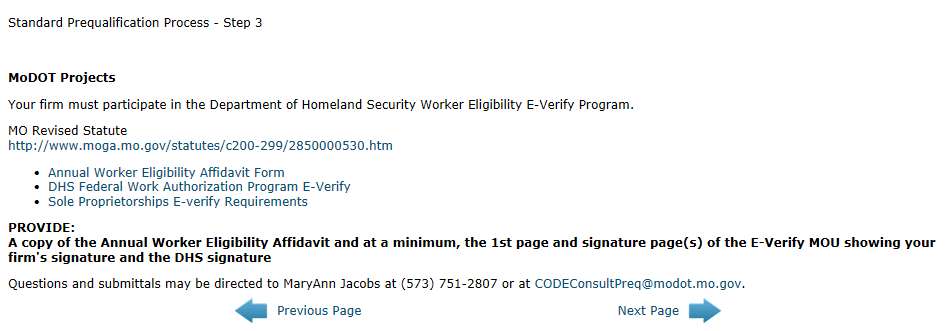 Standard Prequalification Process - Step 3
MoDOT Projects
Your firm must participate in the Department of Homeland Security Worker Eligibility E-Verify Program.
MO Revised Statute
http://www.moga.mo.gov/statutes/c200-299/2850000530.htm
• Annual Worker Eligibility Affidavit Form
• DHS Federal Work Authorization Program E-Verify
• Sole Proprietorships E-verify Requirements
PROVIDE:
A copy of the Annual Worker Eligibility Affidavit and at a minimum, the 1st page and signature page(s) of the E-Verify MOU showing your
firm's signature and the DHS signature
Questions and submittals may be directed to MaryAnn Jacobs at (573) 751-2807 or at CODEConsultPreq@modot.mo.gov.
Previous Page Next Page